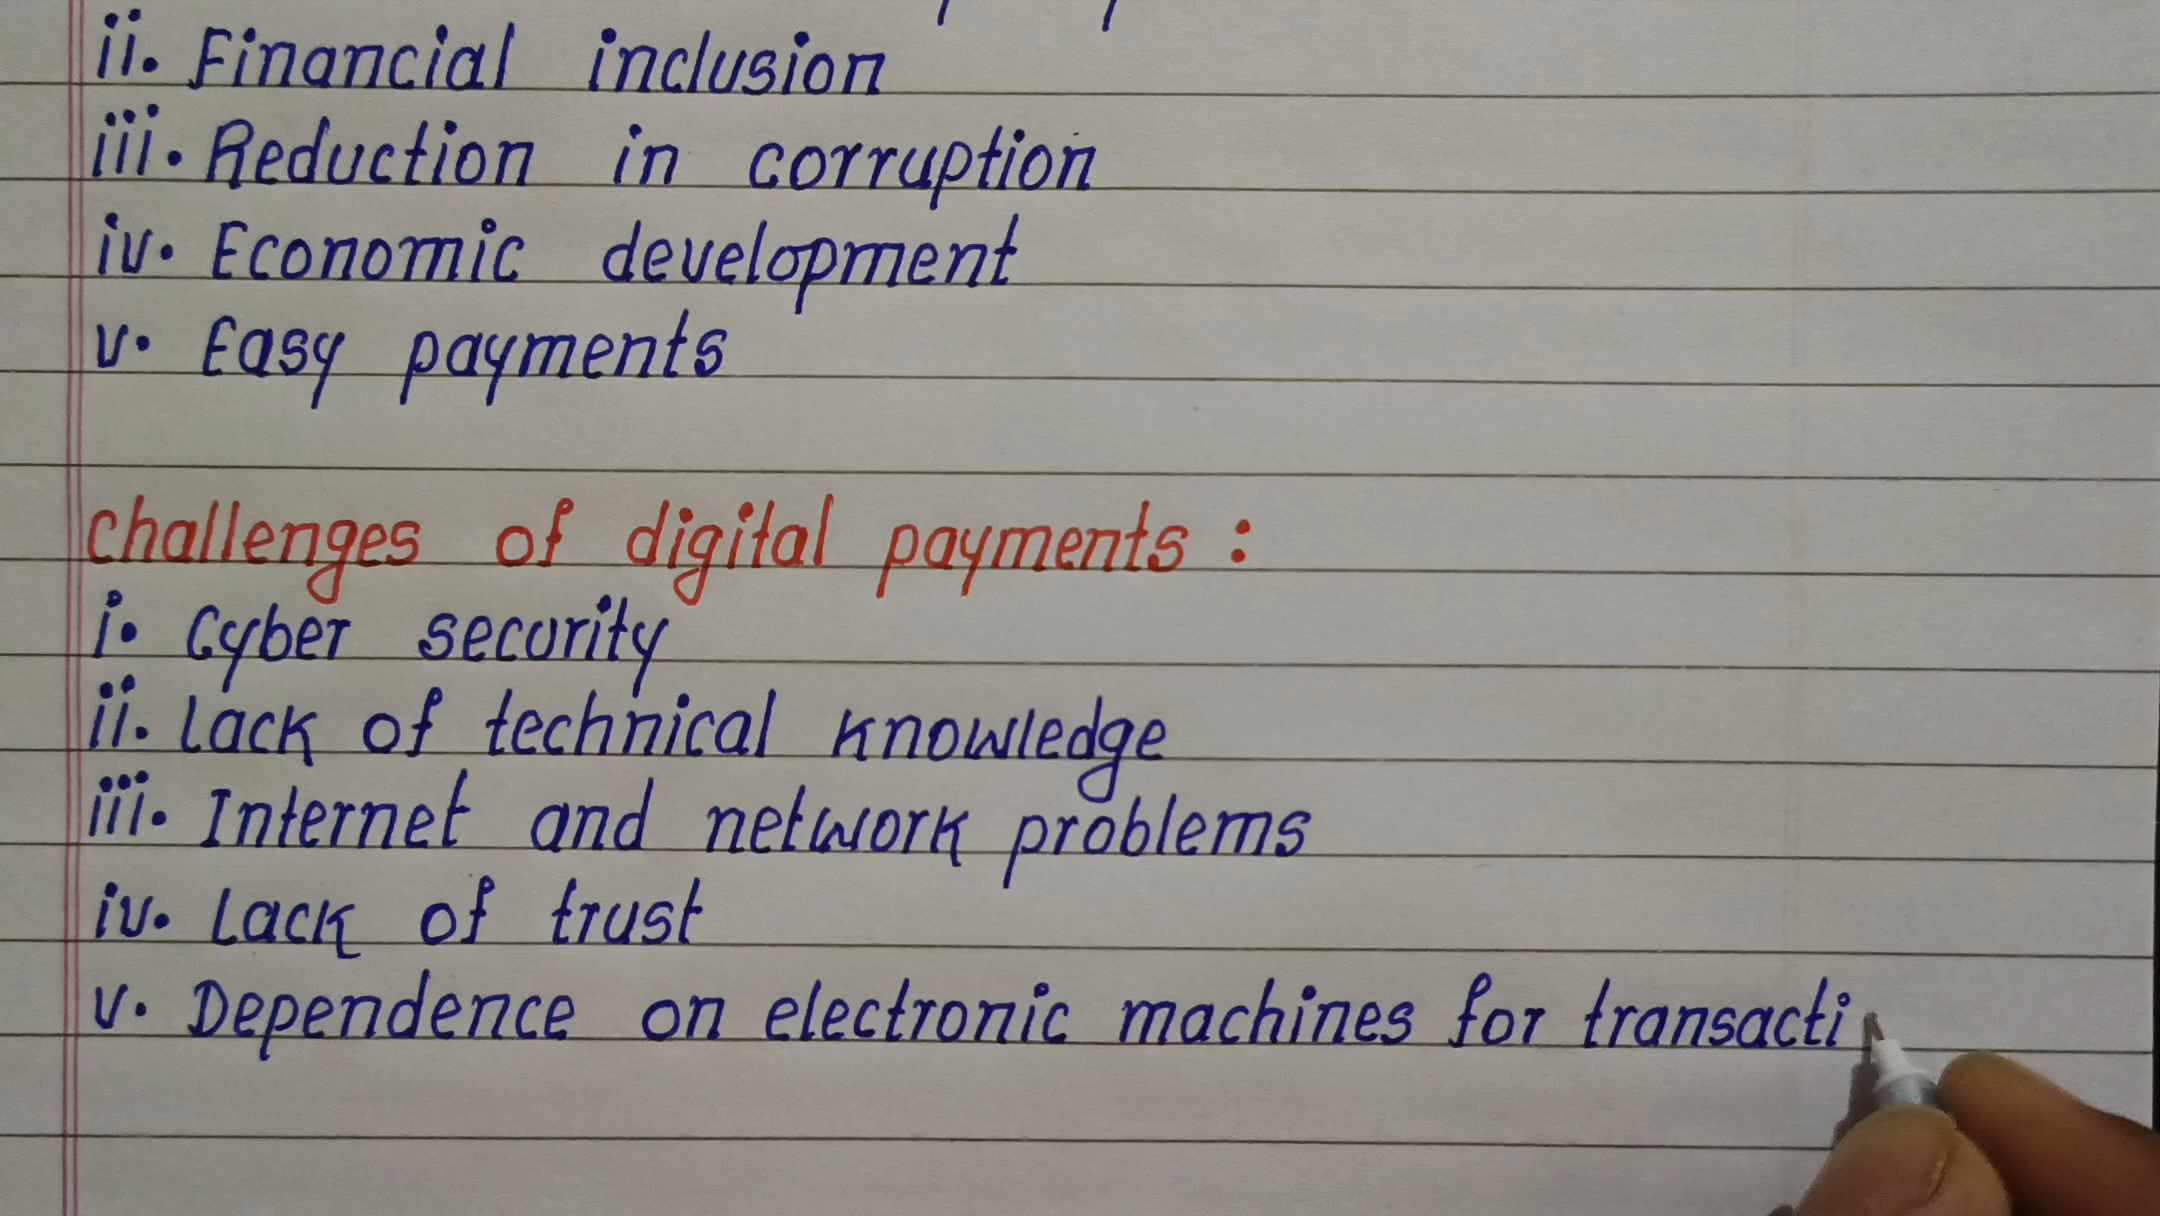 ii. Financial inclusion
iii. Reduction in corruption
iv. Economic development
v. Easy payments
Challenges of digital payments :
i. Cyber security
ii. Lack of technical knowledge
iii. Internet and network problems
iv. Lack of trust
v. Dependence on electronic machines for transacti